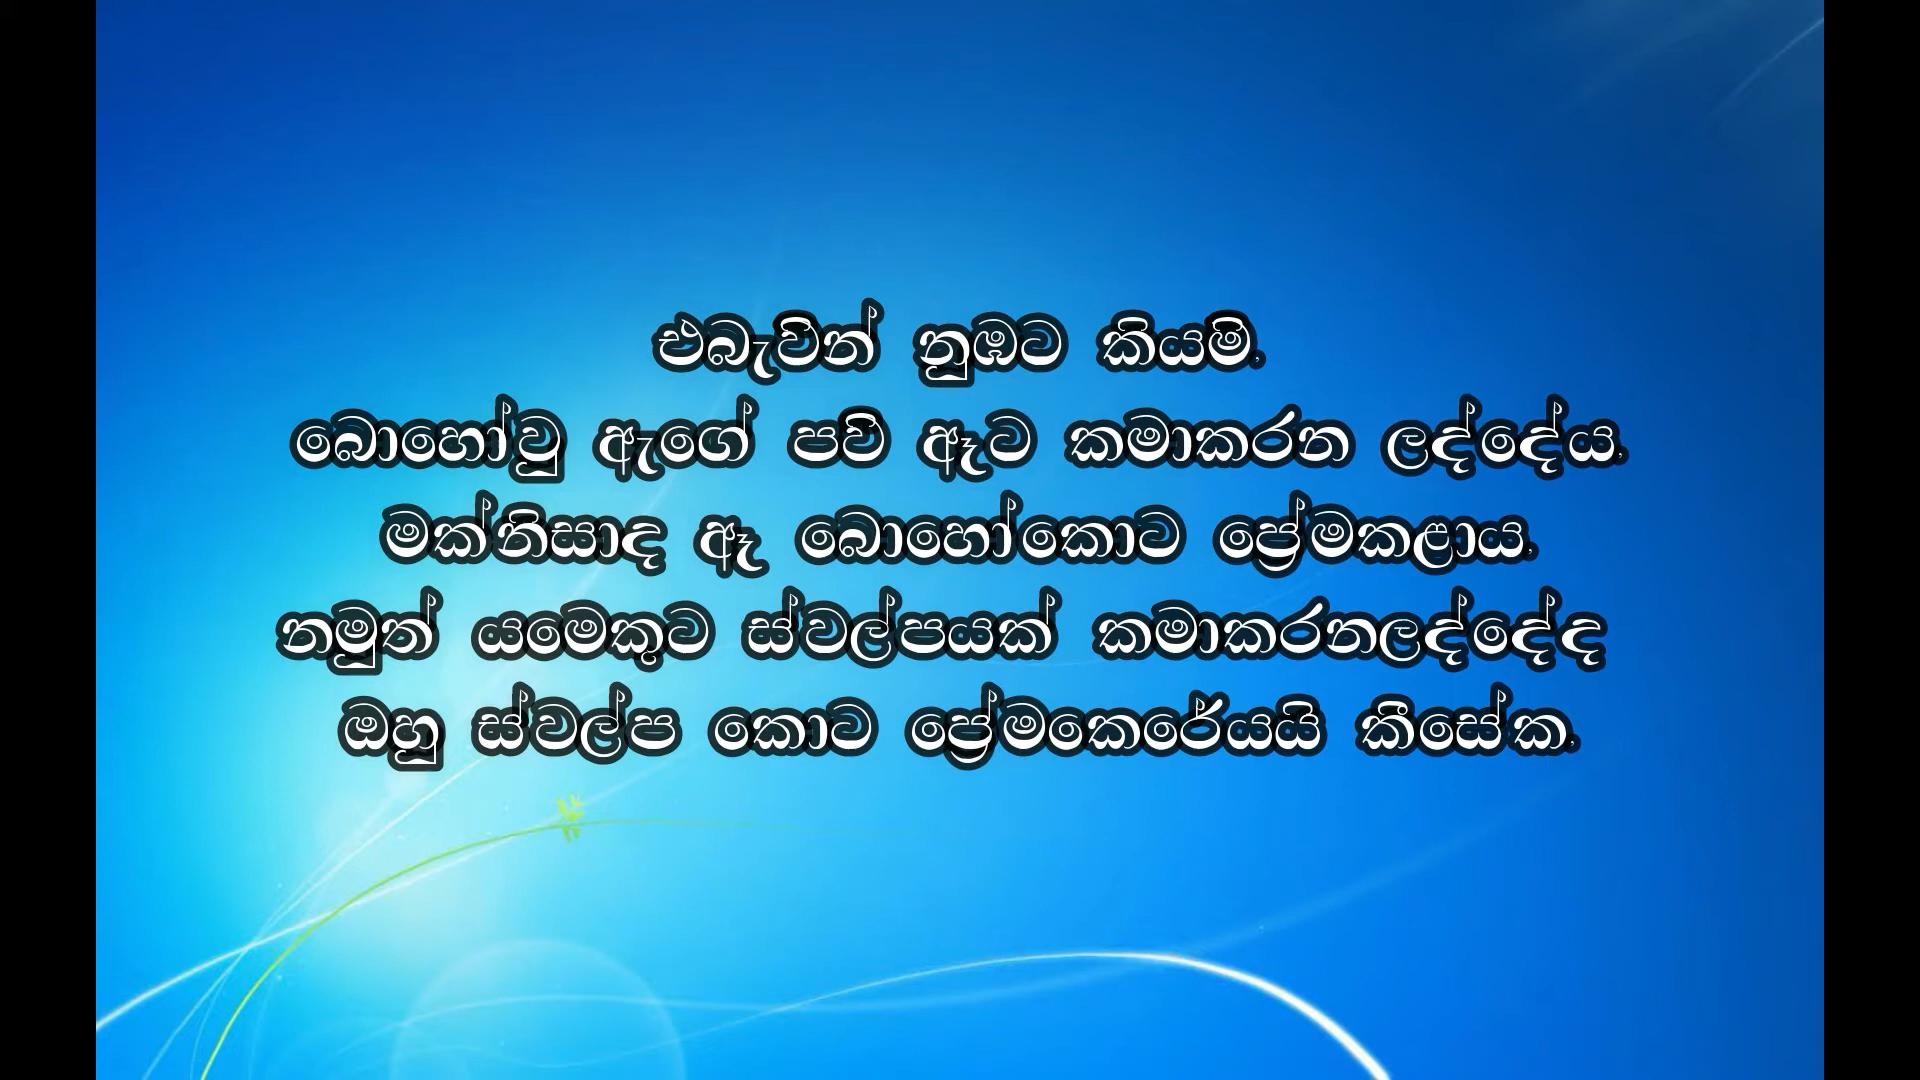 එබැවින් නුඹට කියමි,
බොහෝවූ ඇගේ පව් ඈට කමාකරන ලද්දේය,
මක්නිසාද ඈ බොහෝකොට ප්‍රේමකළාය,
නමුත් යමෙකුට ස්වල්පයක් කමාකරනලද්දේද
ඔහු ස්වල්ප කොට ප්‍රේමකෙරේයයි කීසේක,